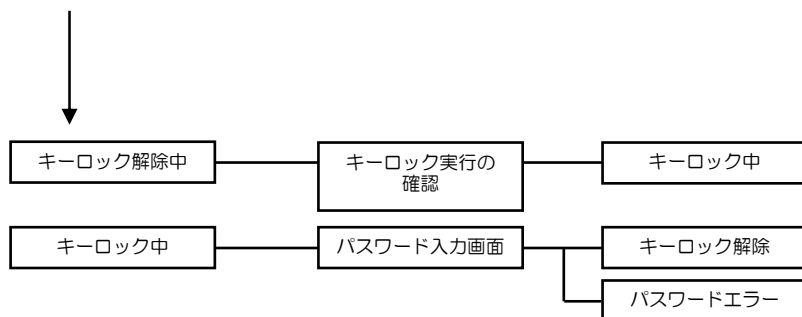 キーロック解除中
キーロック実行の
確認
キーロック中
キーロック中
パスワード入力画面
キーロック解除
パスワードエラー